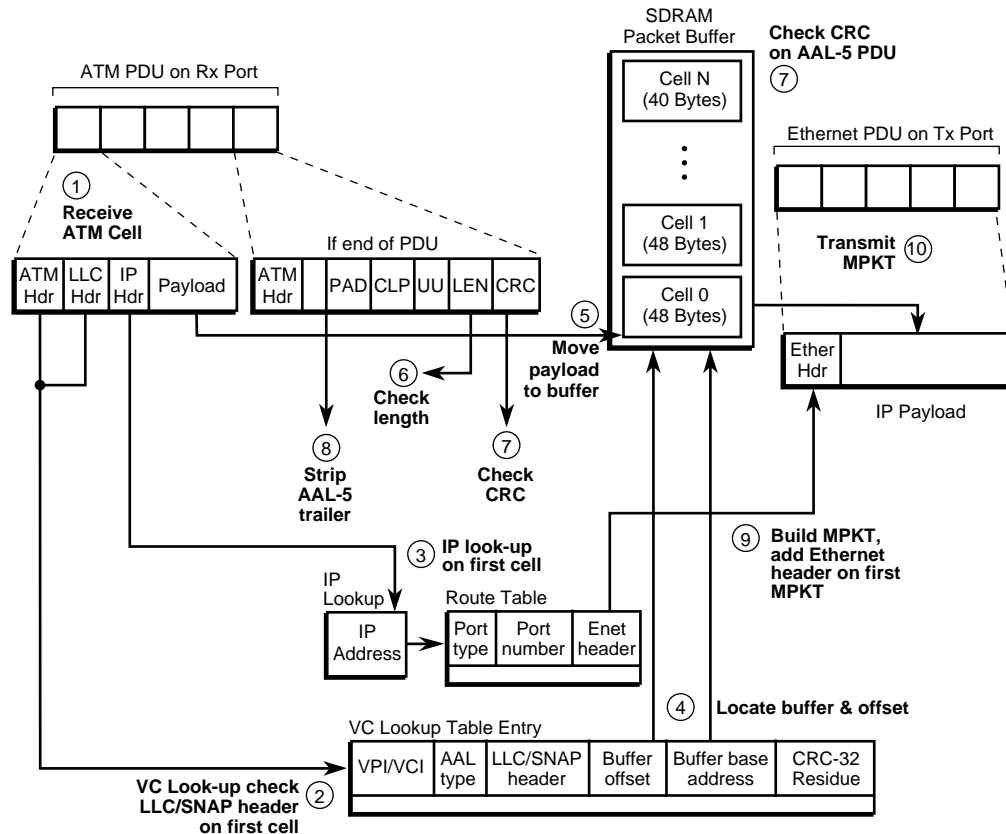 SDRAM
Packet Buffer
Check CRC
on AAL-5 PDU
7
ATM PDU on Rx Port
Cell N
(40 Bytes)
Ethernet PDU on Tx Port
1
Receive
ATM Cell
Cell 1
(48 Bytes)
Transmit
MPKT
10
If end of PDU
ATM
Hdr
LLC
Hdr
IP
Hdr
Payload
ATM
Hdr
PAD
CLP
UU
LEN
CRC
Cell 0
(48 Bytes)
5
Move
payload
to buffer
Ether
Hdr
IP Payload
6
Check
length
8
Strip
AAL-5
trailer
7
Check
CRC
9
Build MPKT,
add Ethernet
header on first
MPKT
3
IP look-up
on first cell
IP
Lookup
IP
Address
Route Table
Port
type
Port
number
Enet
header
4
Locate buffer & offset
VC Lookup Table Entry
VPI/VCI
AAL
type
LLC/SNAP
header
Buffer
offset
Buffer base
address
CRC-32
Residue
VC Look-up check
LLC/SNAP header
on first cell
2